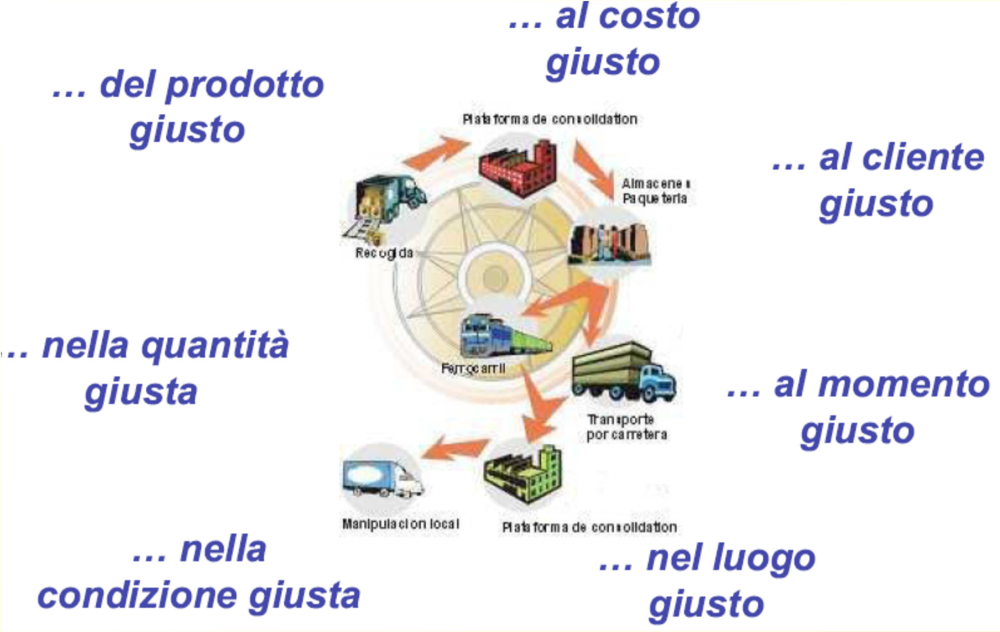 … al costo
giusto
… del prodotto
giusto
Plataforma de consolidation
… al cliente
giusto
Almacenes
Paqueteria
Recogida
… nella quantità
giusta
Ferrocarril
… al momento
giusto
Transporte
por carretera
Manipulacion local
Plataforma de consolidation
… nella
condizione giusta
… nel luogo
giusto